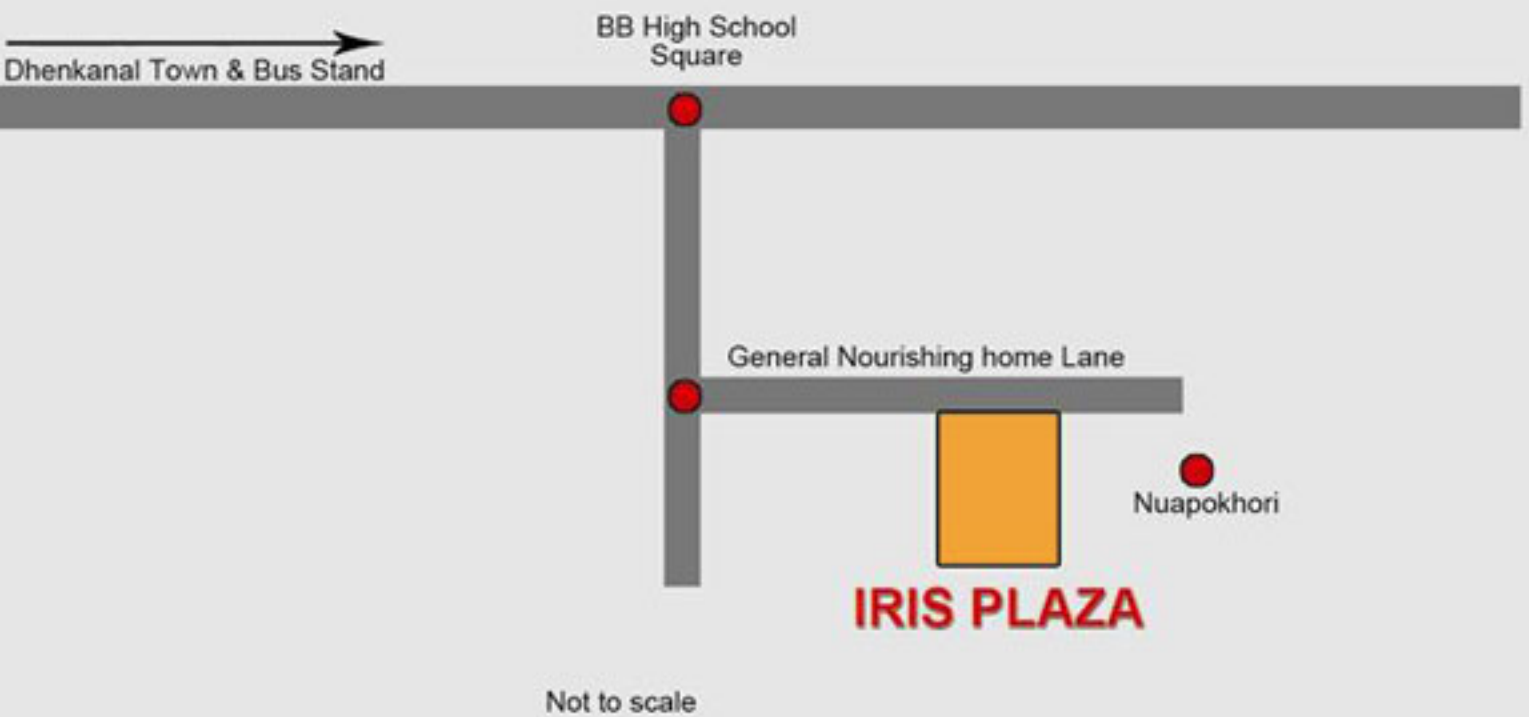 BB High School
Square
Dhenkanal Town & Bus Stand
General Nourishing home Lane
Nuapokhori
IRIS PLAZA
Not to scale